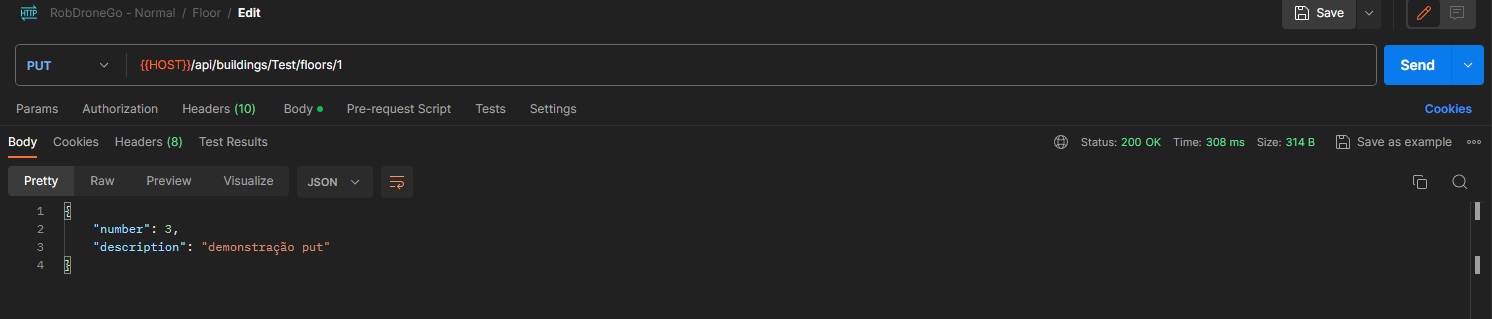 HTTP RobDroneGo - Normal / Floor / Edit Save
PUT {{HOST}}/api/buildings/Test/floors/1 Send
Params Authorization Headers (10) Body Pre-request Script Tests Settings Cookies
Body Cookies Headers (8) Test Results Status: 200 OK Time: 308 ms Size: 314 B Save as example
Pretty Raw Preview Visualize JSON
1 {
2 "number": 3,
3 "description": "demonstração put"
4 }